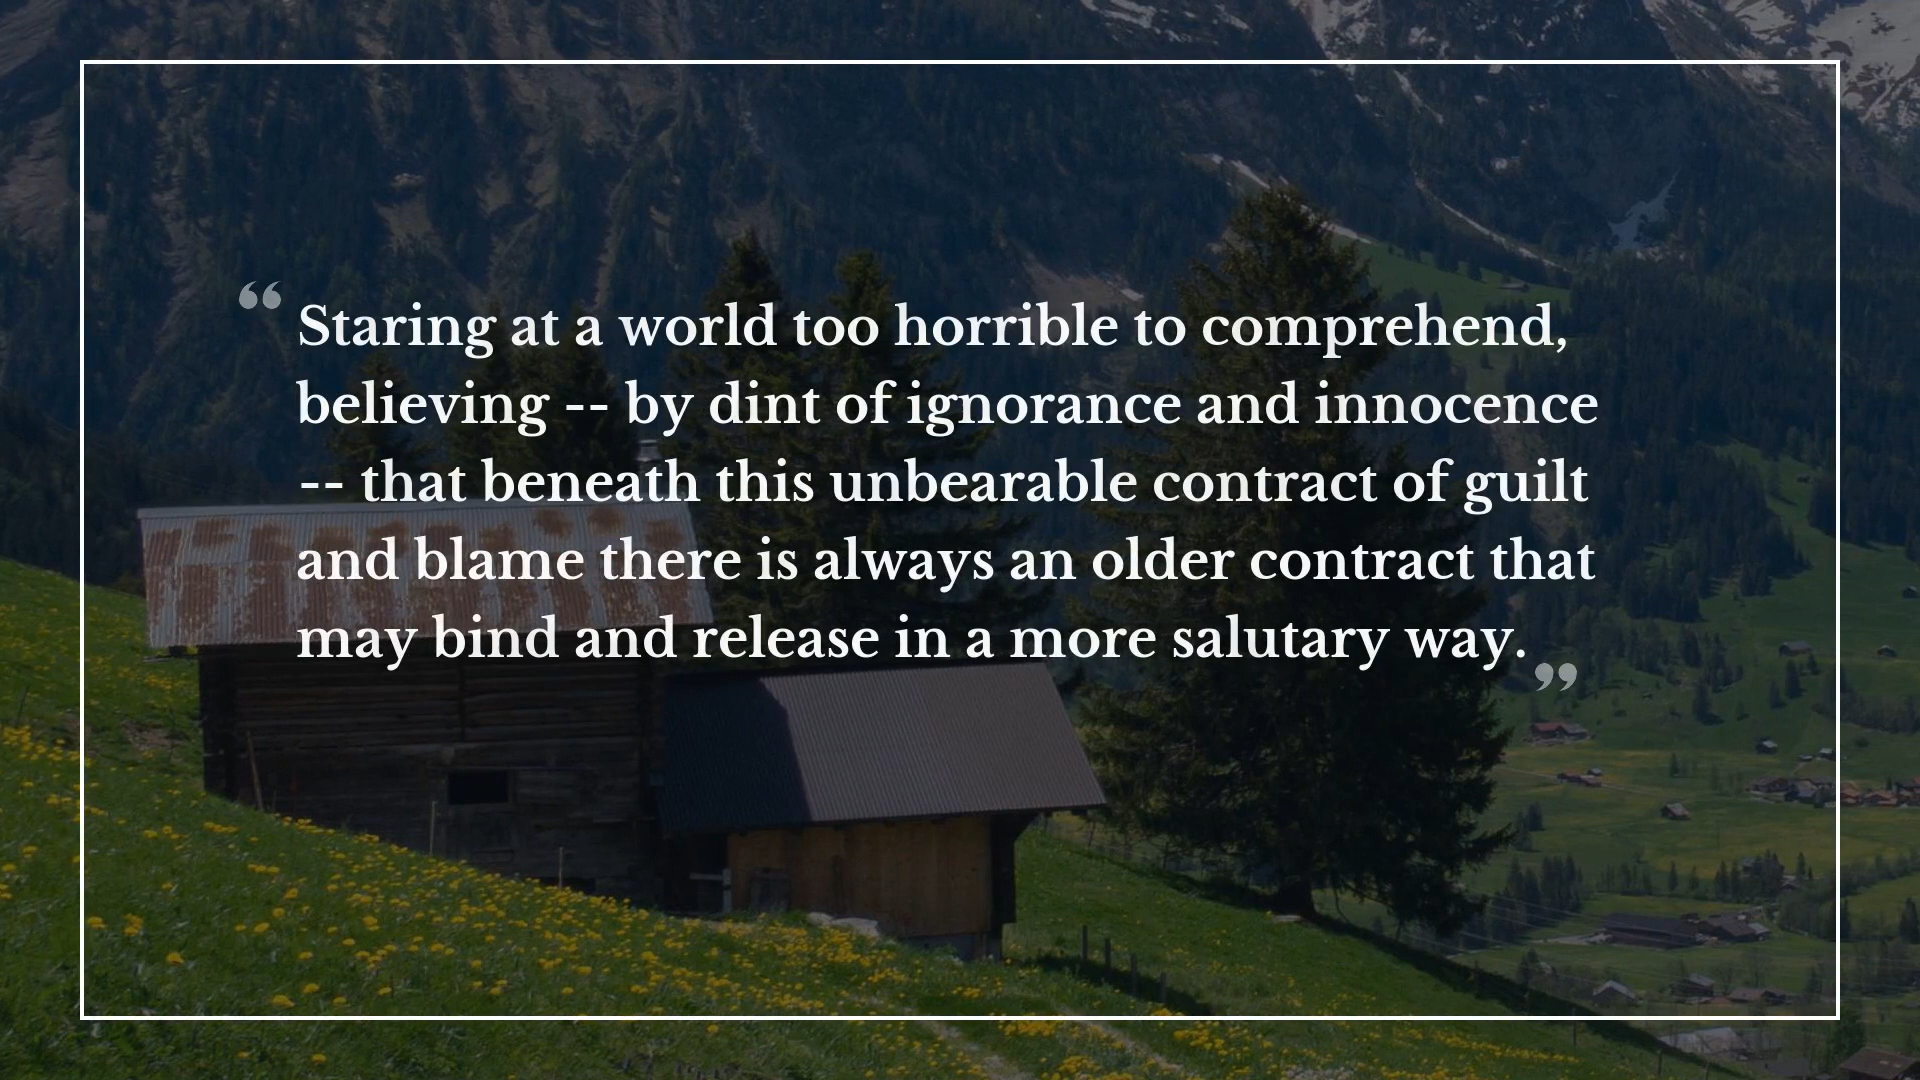 “ Staring at a world too horrible to comprehend,
believing -- by dint of ignorance and innocence
-- that beneath this unbearable contract of guilt
and blame there is always an older contract that
may bind and release in a more salutary way. ”